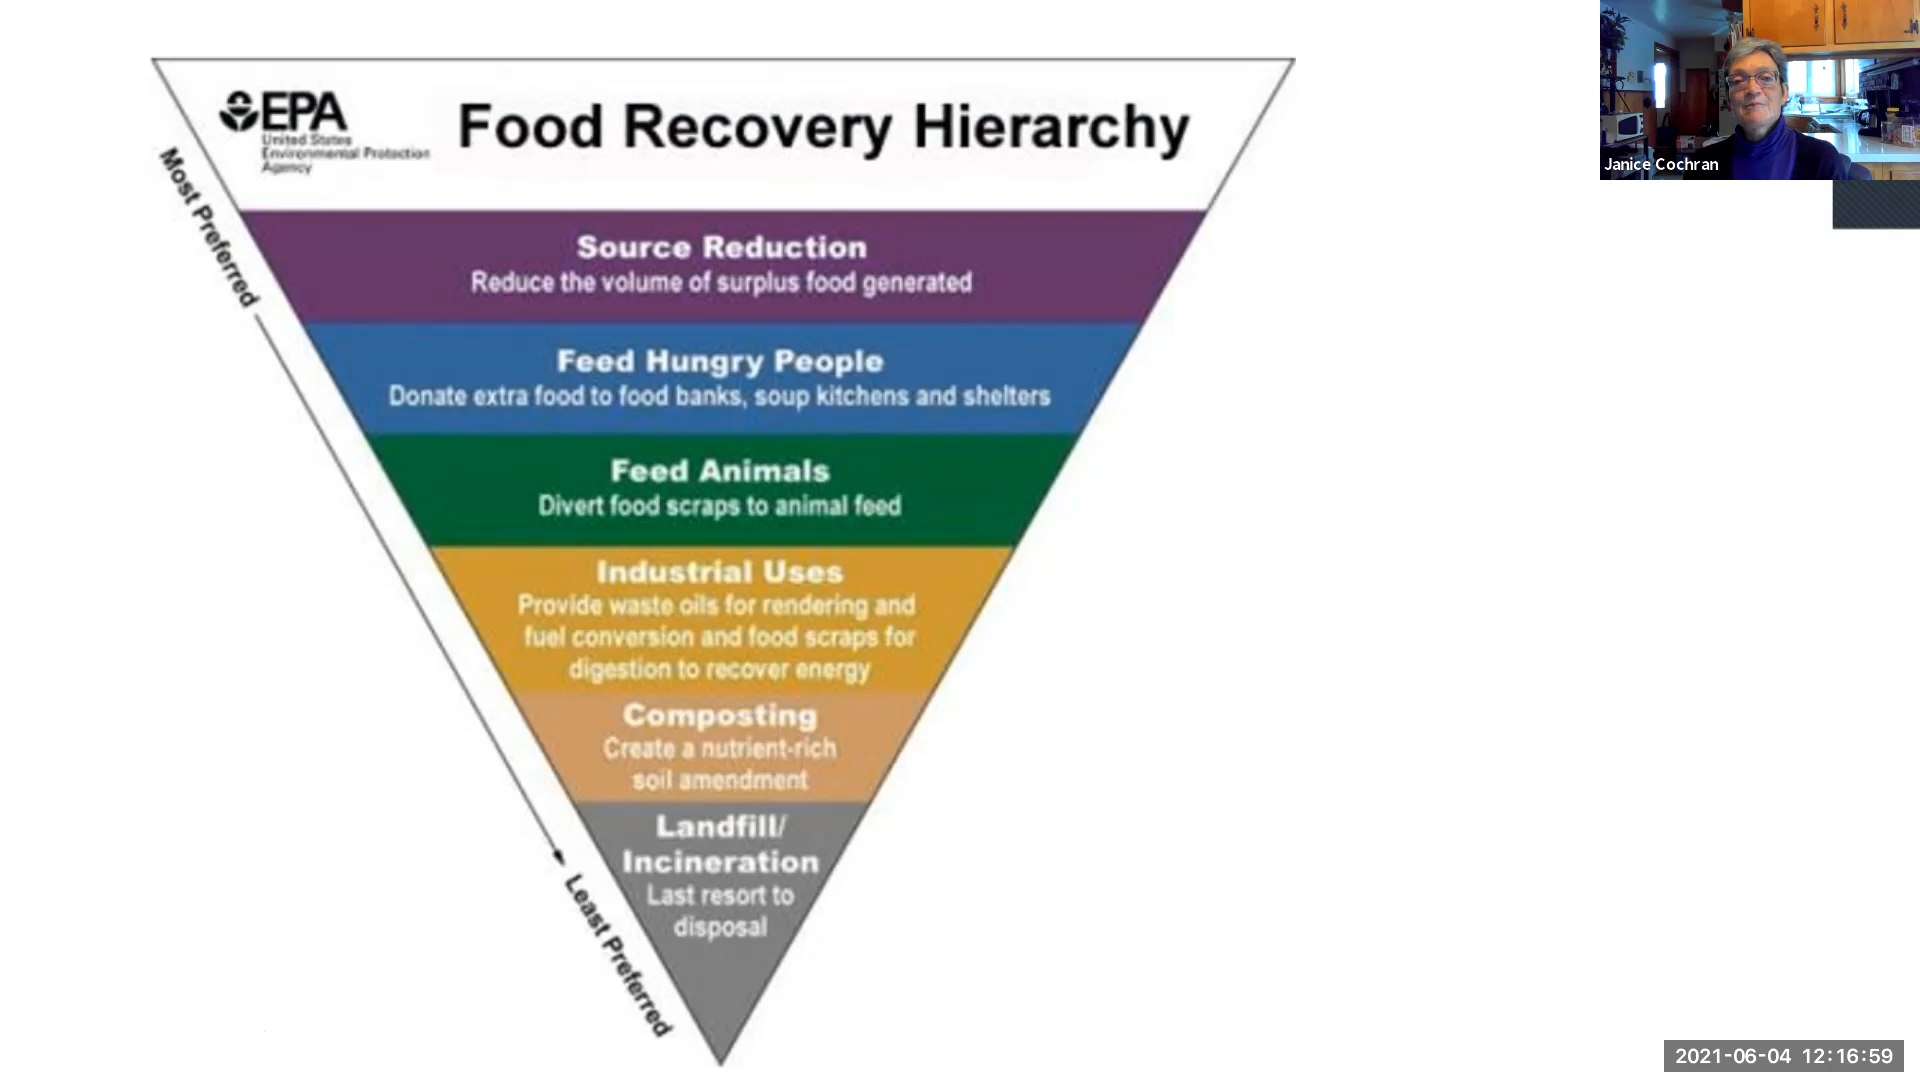 EPA
United States
Environmental Protection
Agency
Food Recovery Hierarchy
Most Preferred
Source Reduction
Reduce the volume of surplus food generated
Feed Hungry People
Donate extra food to food banks, soup kitchens and shelters
Feed Animals
Divert food scraps to animal feed
Industrial Uses
Provide waste oils for rendering and
fuel conversion and food scraps for
digestion to recover energy
Composting
Create a nutrient-rich
soil amendment
Landfill/
Incineration
Last resort to
disposal
Least Preferred
Janice Cochran
2021-06-04 12:16:59